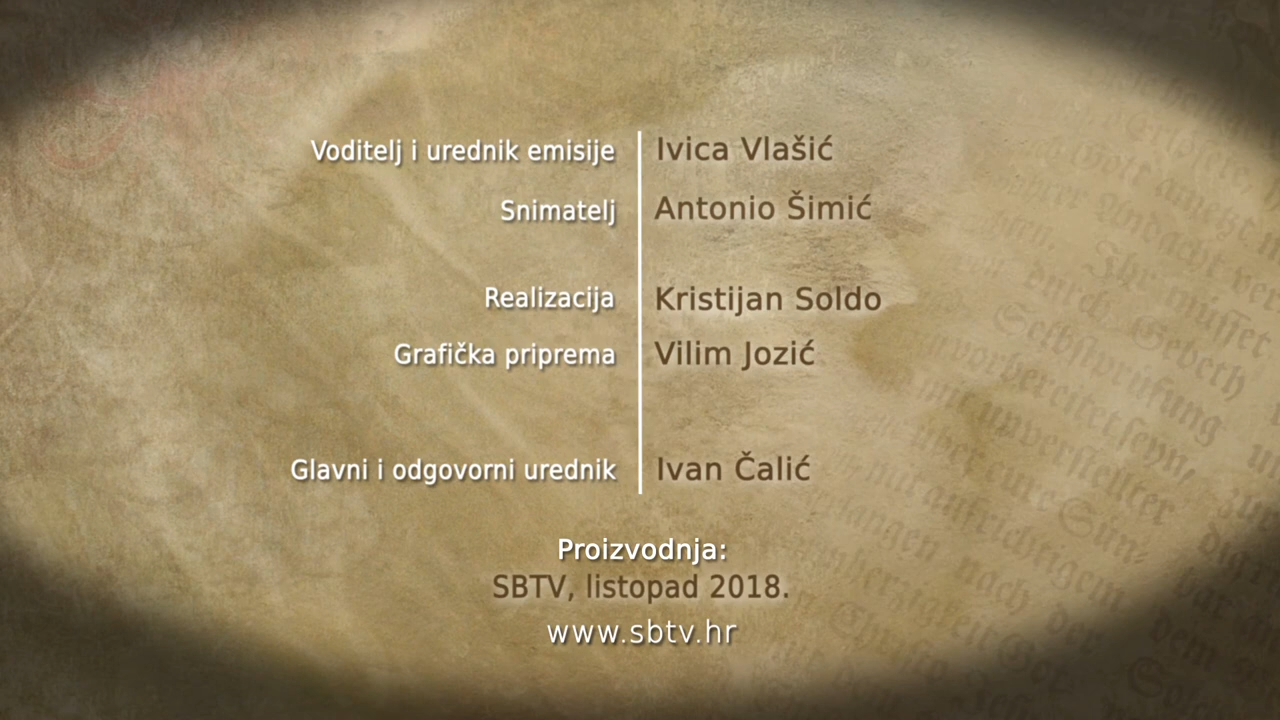 Voditelj i urednik emisije Ivica Vlašić
Snimatelj Antonio Šimić
Realizacija Kristijan Soldo
Grafička priprema Vilim Jozić
Glavni i odgovorni urednik Ivan Čalić
Proizvodnja:
SBTV, listopad 2018.
www.sbtv.hr